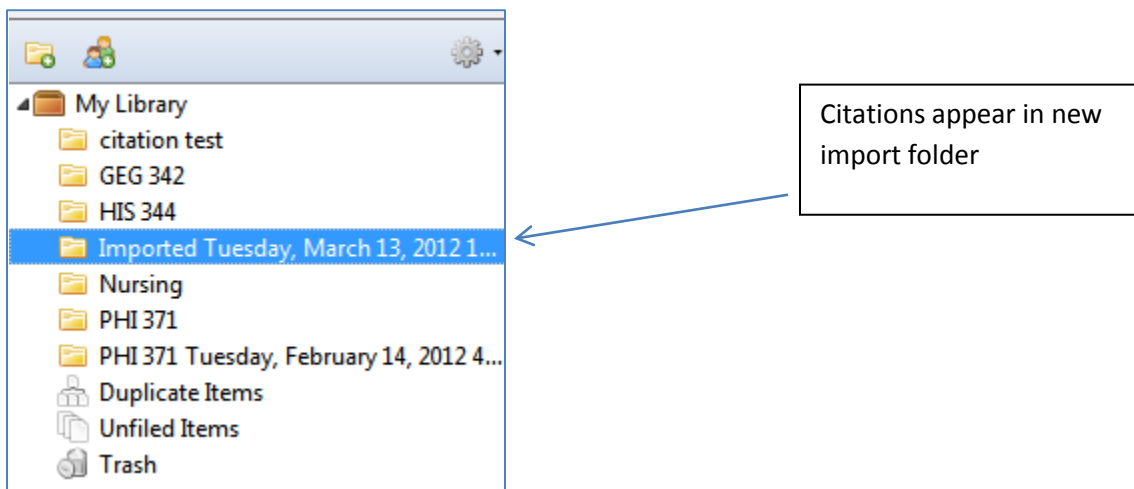 My Library
citation test
GEG 342
HIS 344
Imported Tuesday, March 13, 2012 1...
Nursing
PHI 371
PHI 371 Tuesday, February 14, 2012 4...
Duplicate Items
Unfiled Items
Trash
Citations appear in new
import folder